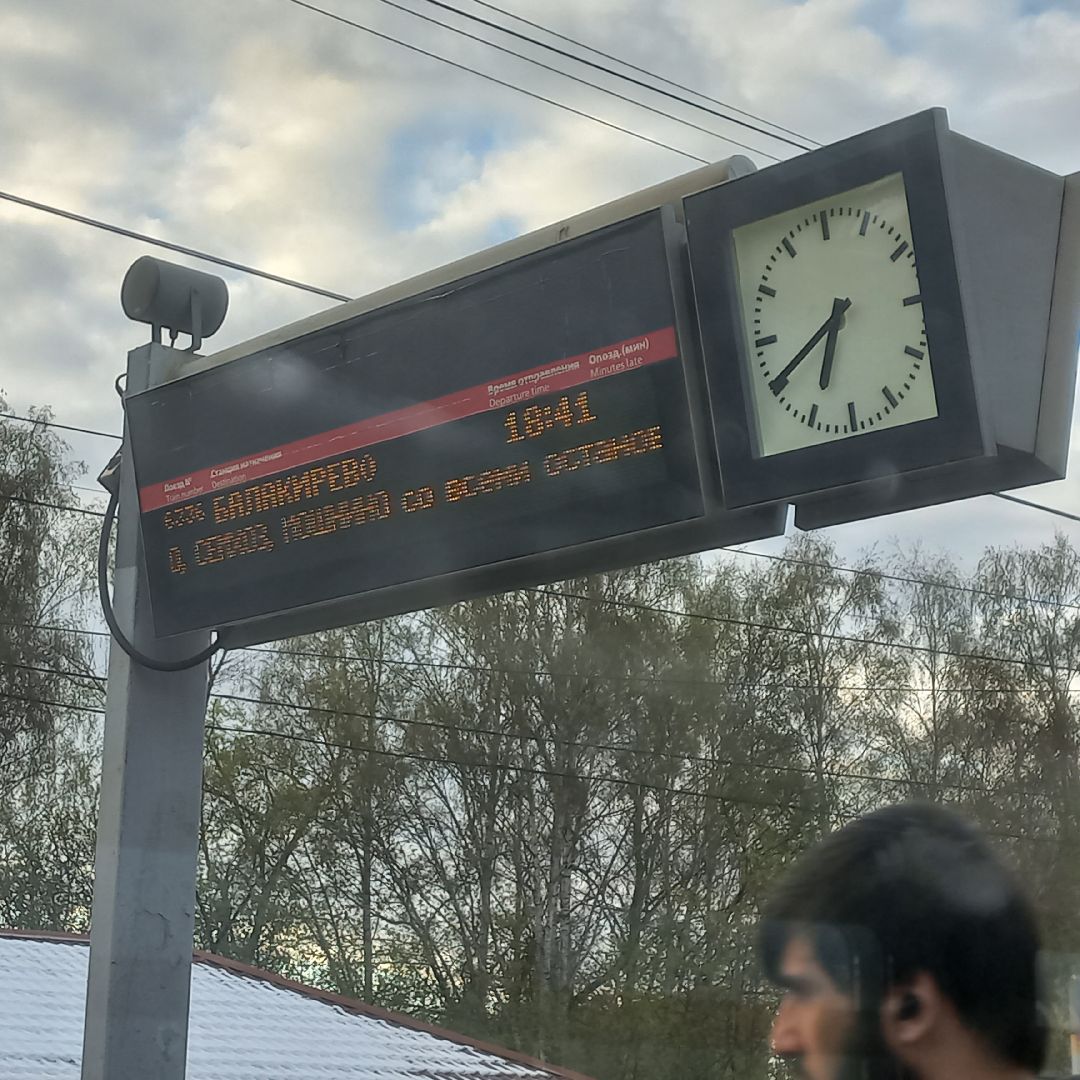 Поезд №
Train number
Станция назначения
Destination
Время отправления
Departure time
Опозд.(мин)
Minutes late
БАЛАКИРЕВО 18:41
СО ВСЕМИ ОСТАНОВ